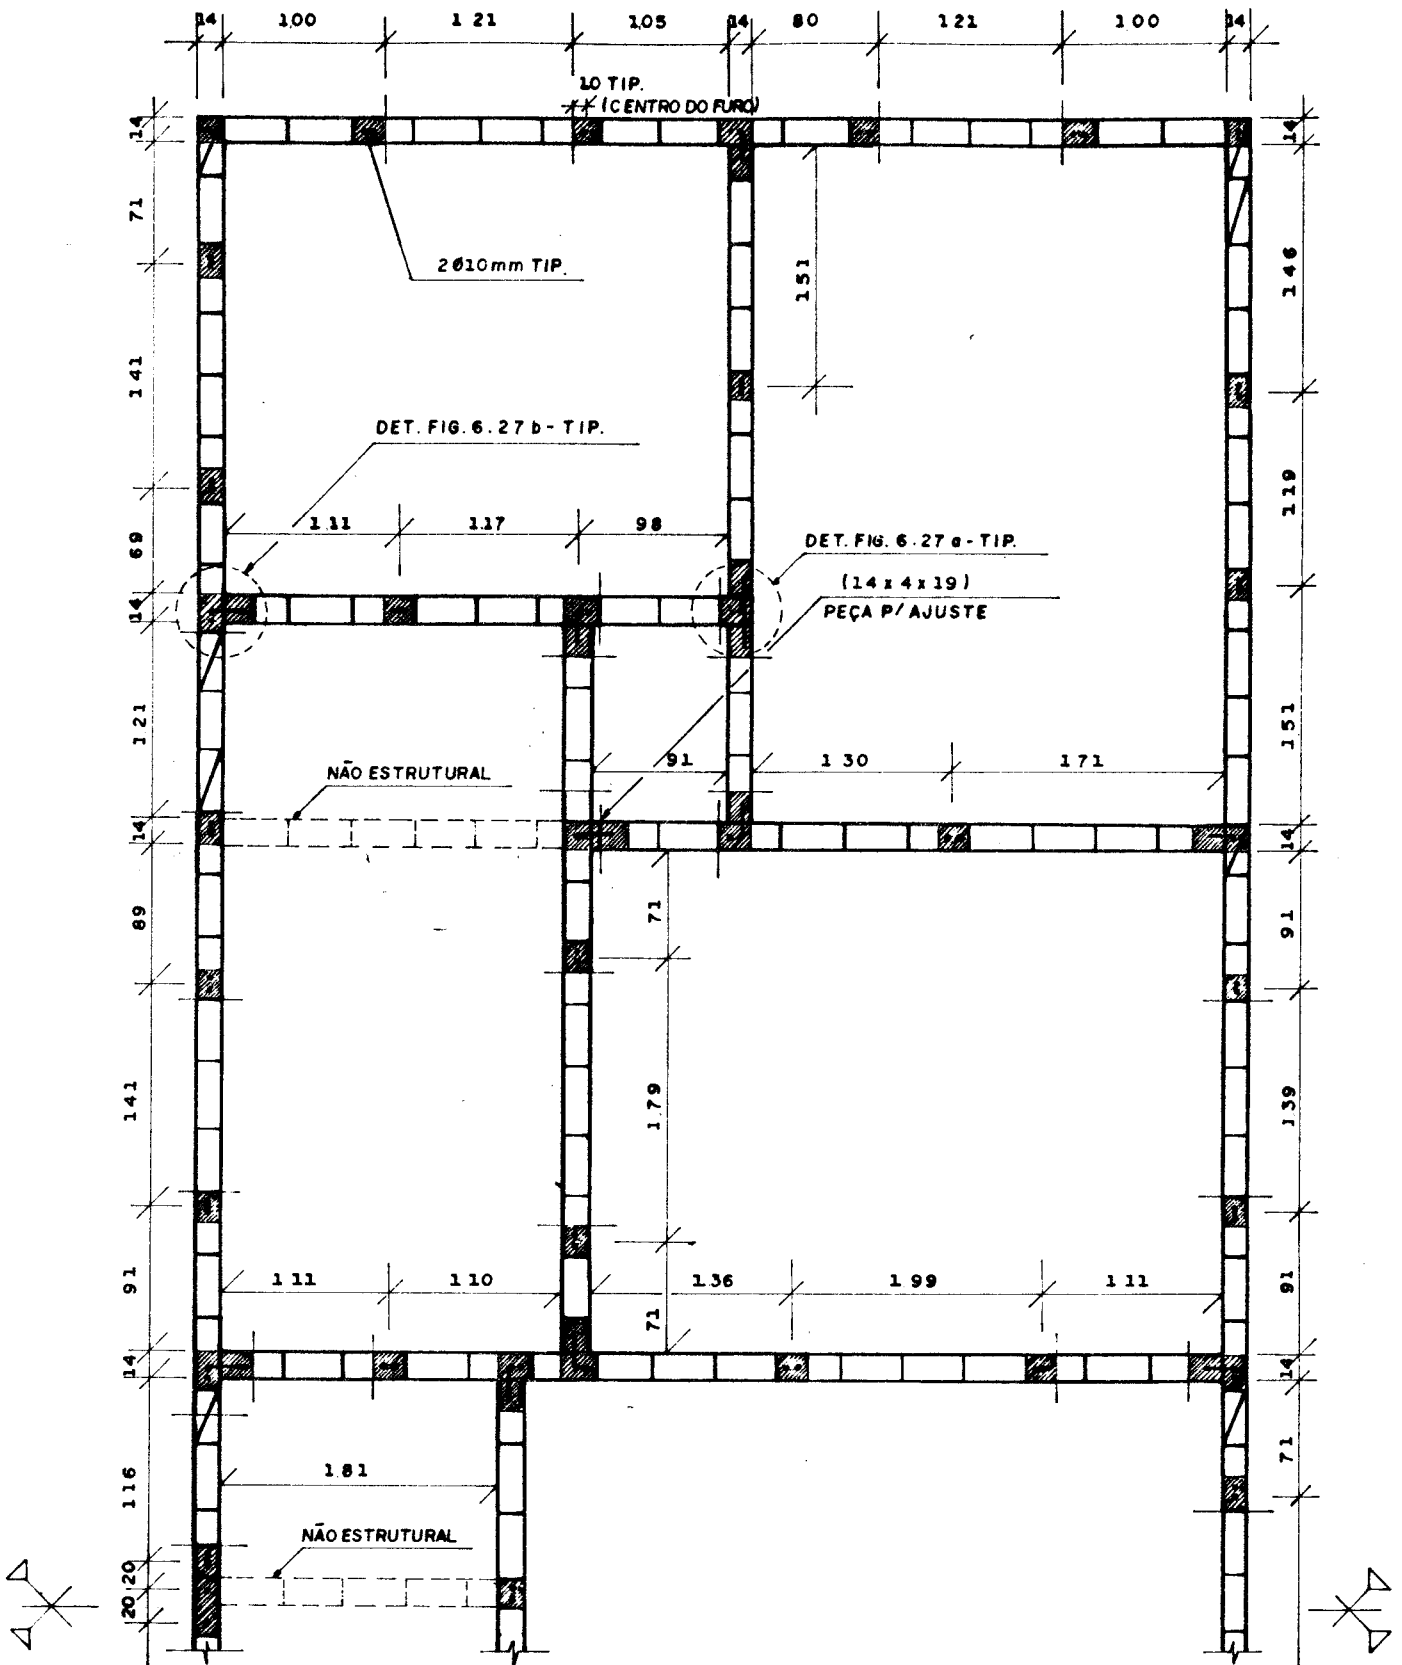 14 1,00 1 21 1,05 14 80 121 1 00 14
10 TIP.
(CENTRO DO FURO)
14
14
71
2Ø10mm TIP.
151
146
141
DET. FIG. 6.27 b - TIP.
119
1.11 1.17 98
69
DET. FIG. 6.27 a - TIP.
(14 x 4 x 19)
PEÇA P/ AJUSTE
14
121
151
91 1 30 171
NÃO ESTRUTURAL
14
14
89
71
91
141
1.79
139
91
1 11 1 10 1.36 1 99 1 11
71
91
14
14
71
116
1.81
NÃO ESTRUTURAL
20
20